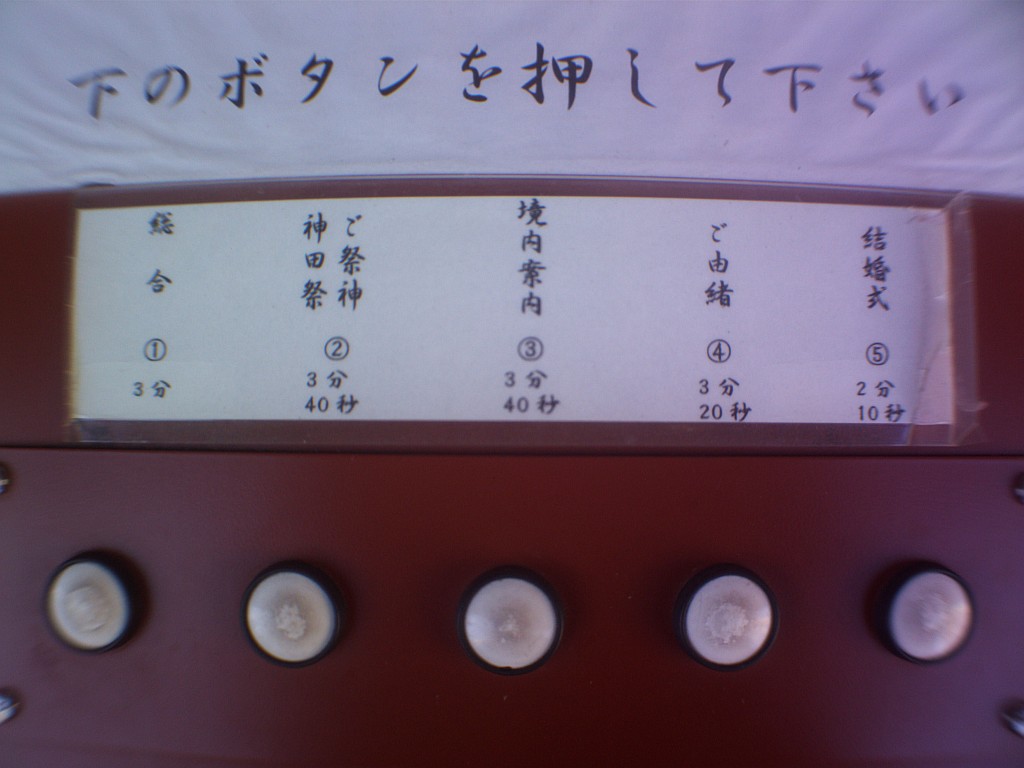 下のボタンを押して下さい
総合
①
3分
ご祭神
神田祭
②
3分
40秒
境内案内
③
3分
40秒
ご由緒
④
3分
20秒
結婚式
⑤
2分
10秒